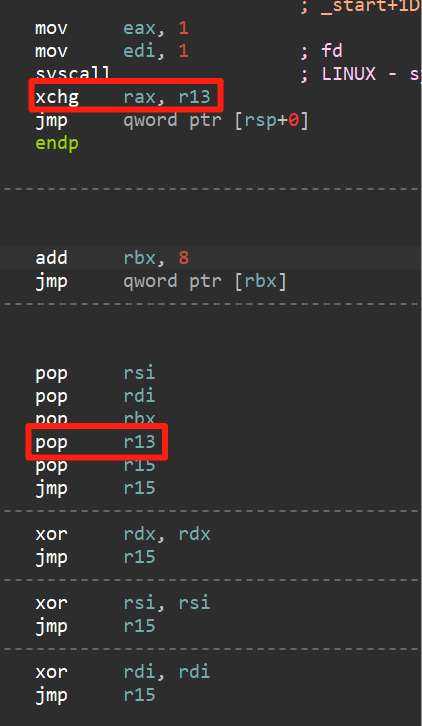 ; _start+1D
mov eax, 1
mov edi, 1 ; fd
syscall ; LINUX - sy
xchg rax, r13
jmp qword ptr [rsp+0]
endp
add rbx, 8
jmp qword ptr [rbx]
pop rsi
pop rdi
pop rbx
pop r13
pop r15
jmp r15
xor rdx, rdx
jmp r15
xor rsi, rsi
jmp r15
xor rdi, rdi
jmp r15